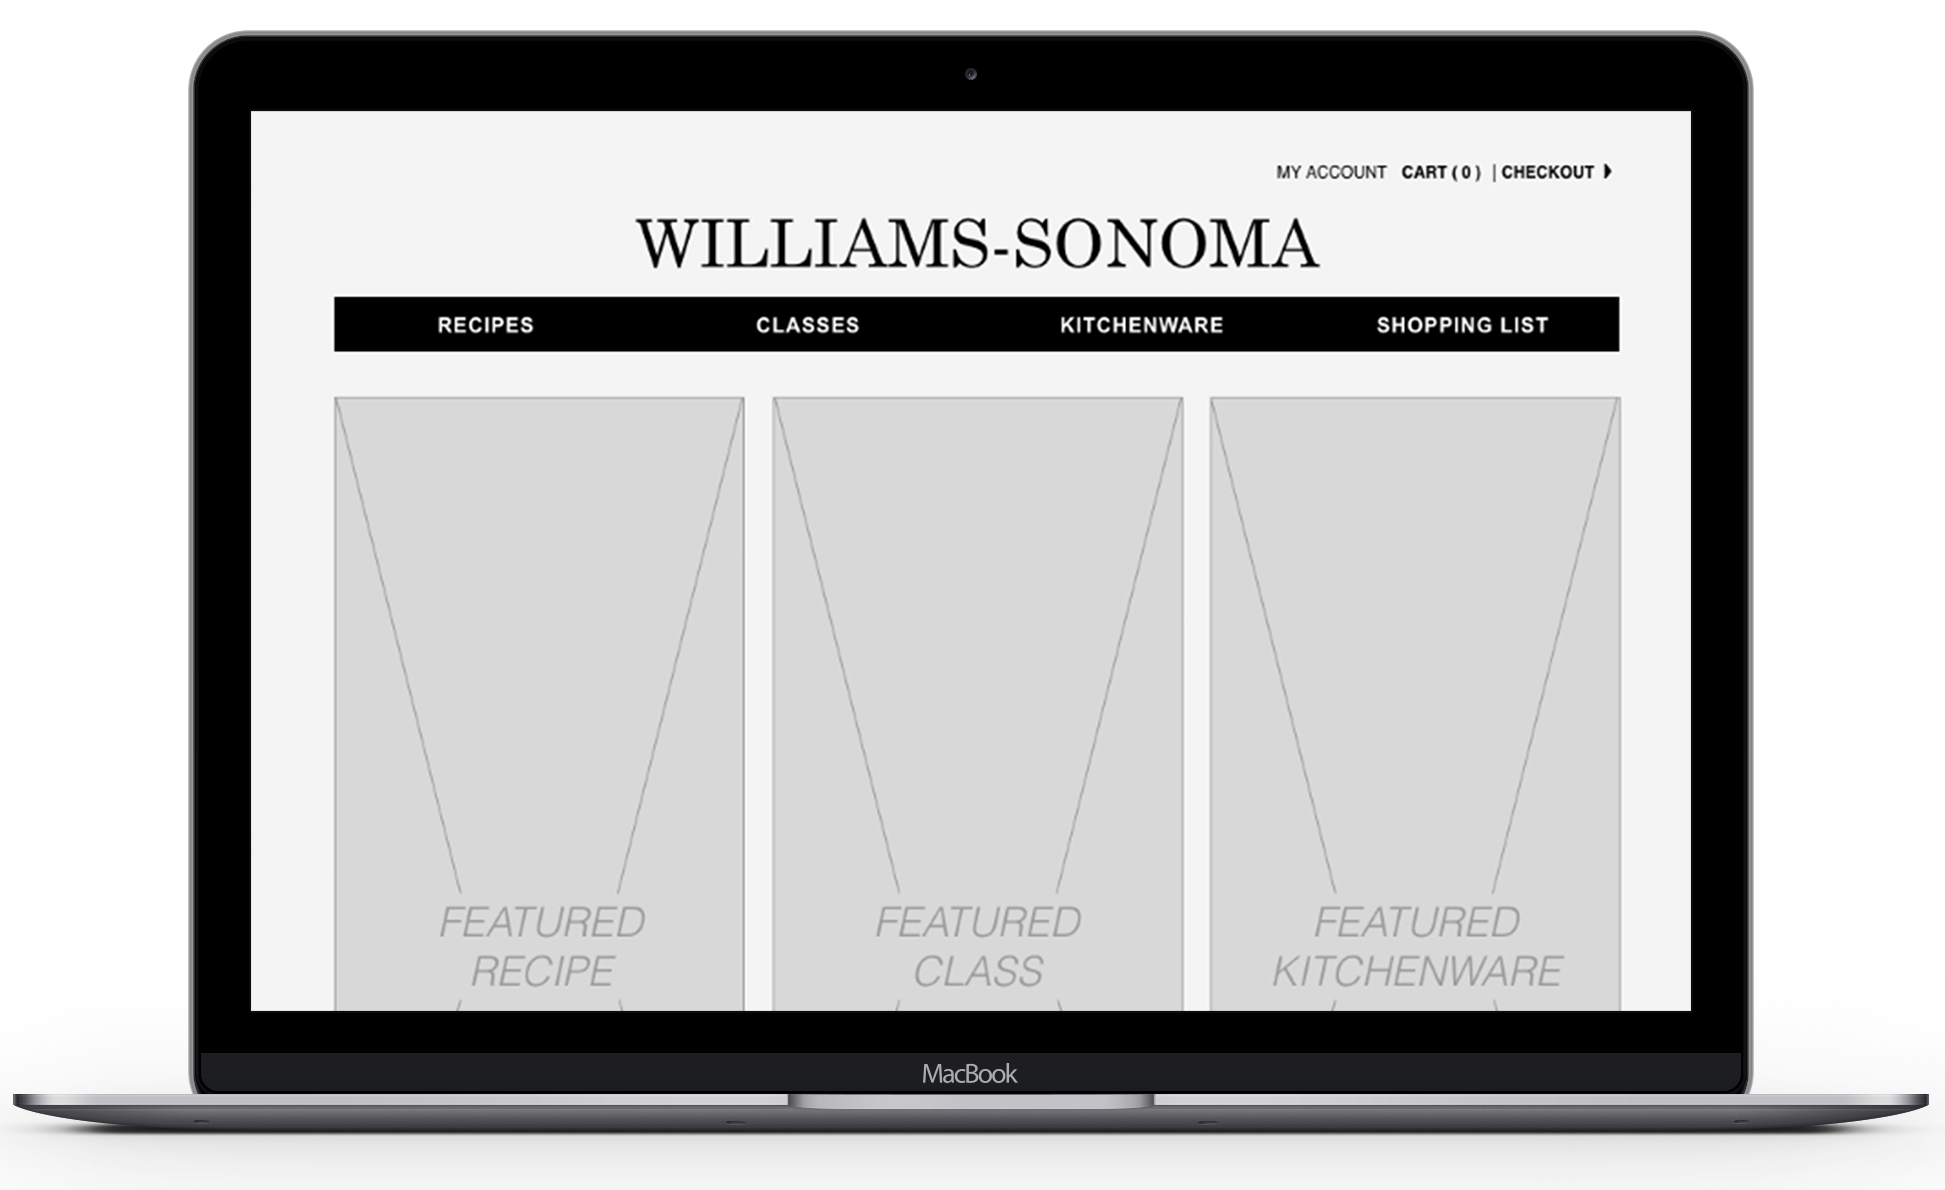 MY ACCOUNT CART ( 0 ) | CHECKOUT
WILLIAMS-SONOMA
RECIPES CLASSES KITCHENWARE SHOPPING LIST
FEATURED
RECIPE
FEATURED
CLASS
FEATURED
KITCHENWARE
MacBook